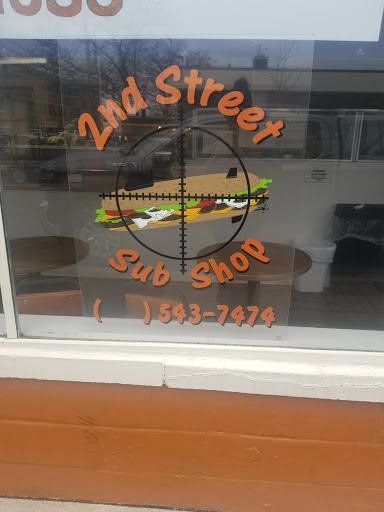 2nd Street
Sub Shop
( ) 543-7474